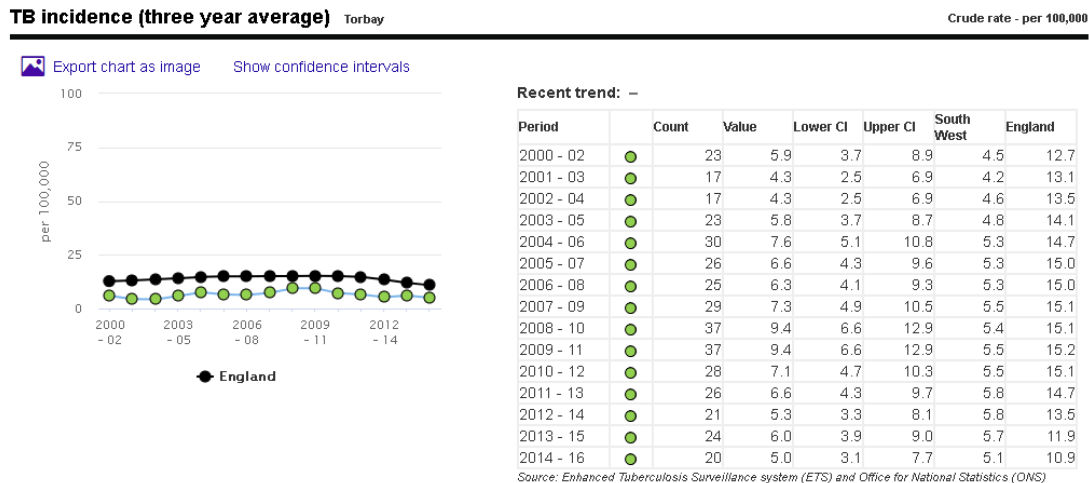 TB incidence (three year average) Torbay Crude rate - per 100,000
Export chart as image Show confidence intervals
100
75
50
25
0
per 100,000
2000 2003 2006 2009 2012
- 02 - 05 - 08 - 11 - 14
England
Recent trend: –
Period Count Value Lower CI Upper CI South West England
2000 - 02 23 5.9 3.7 8.9 4.5 12.7
2001 - 03 17 4.3 2.5 6.9 4.2 13.1
2002 - 04 17 4.3 2.5 6.9 4.6 13.5
2003 - 05 23 5.8 3.7 8.7 4.8 14.1
2004 - 06 30 7.6 5.1 10.8 5.3 14.7
2005 - 07 26 6.6 4.3 9.6 5.3 15.0
2006 - 08 25 6.3 4.1 9.3 5.3 15.0
2007 - 09 29 7.3 4.9 10.5 5.5 15.1
2008 - 10 37 9.4 6.6 12.9 5.4 15.1
2009 - 11 37 9.4 6.6 12.9 5.5 15.2
2010 - 12 28 7.1 4.7 10.3 5.5 15.1
2011 - 13 26 6.6 4.3 9.7 5.8 14.7
2012 - 14 21 5.3 3.3 8.1 5.8 13.5
2013 - 15 24 6.0 3.9 9.0 5.7 11.9
2014 - 16 20 5.0 3.1 7.7 5.1 10.9
Source: Enhanced Tuberculosis Surveillance system (ETS) and Office for National Statistics (ONS)